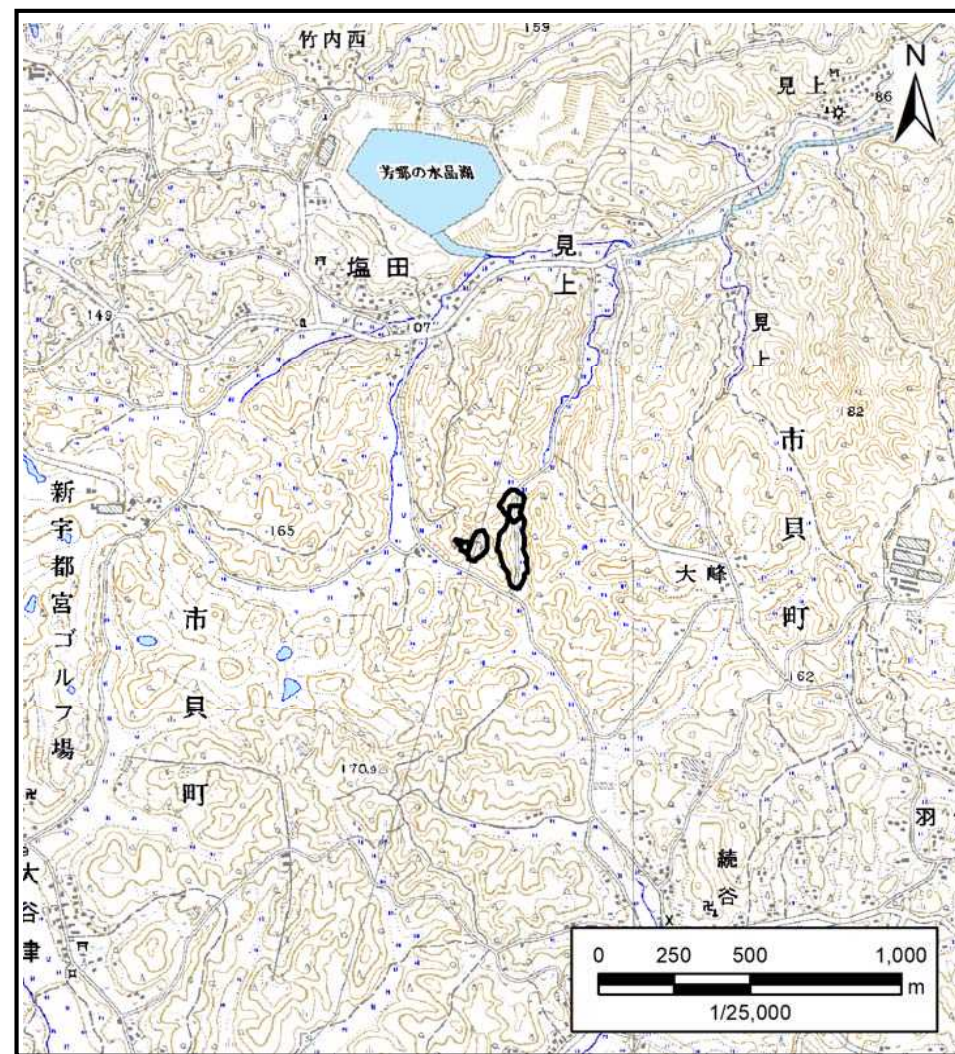 竹内西
159
N
見上
86
芳那の水晶湖
塩田
見上
149
107
見上
182
市貝町
新宇都宮ゴルフ場
165
大峰
市貝町
162
170.9
羽
続谷
大谷津
0 250 500 1,000
m
1/25,000